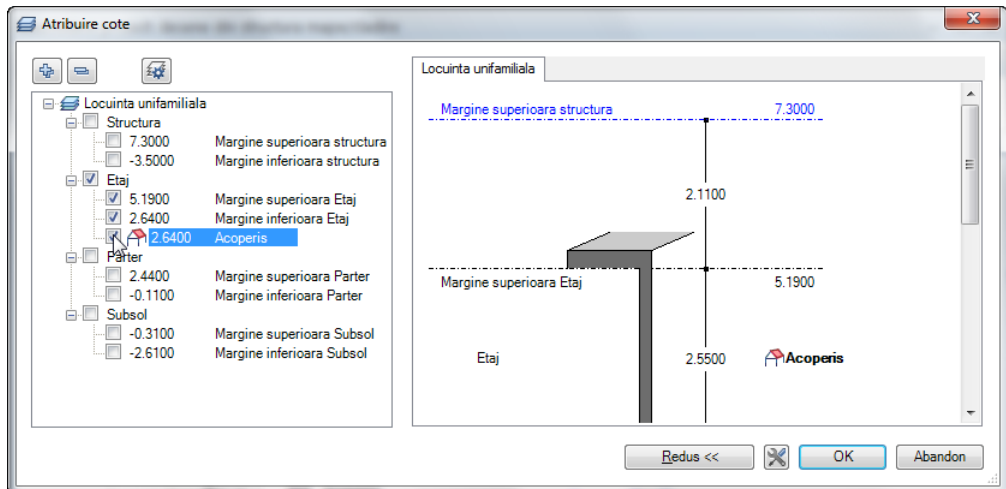 Atribuire cote
Locuinta unifamiliala
Structura
7.3000 Margine superioara structura
-3.5000 Margine inferioara structura
Etaj
5.1900 Margine superioara Etaj
2.6400 Margine inferioara Etaj
2.6400 Acoperis
Parter
2.4400 Margine superioara Parter
-0.1100 Margine inferioara Parter
Subsol
-0.3100 Margine superioara Subsol
-2.6100 Margine inferioara Subsol
Locuinta unifamiliala
Margine superioara structura 7.3000
2.1100
Margine superioara Etaj 5.1900
Etaj 2.5500 Acoperis
Redus << OK Abandon